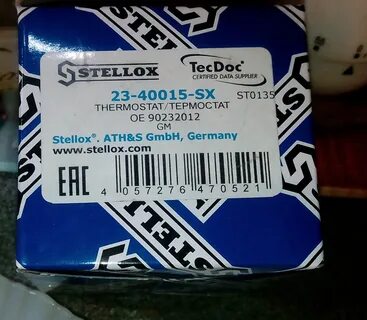 STELLOX
TecDoc
CERTIFIED DATA SUPPLIER
23-40015-SX
ST0135
THERMOSTAT/ТЕРМОСТАТ
OE 90232012
GM
Stellox®. ATH&S GmbH, Germany
www.stellox.com
EAC
4 057276 470521
STELLOX